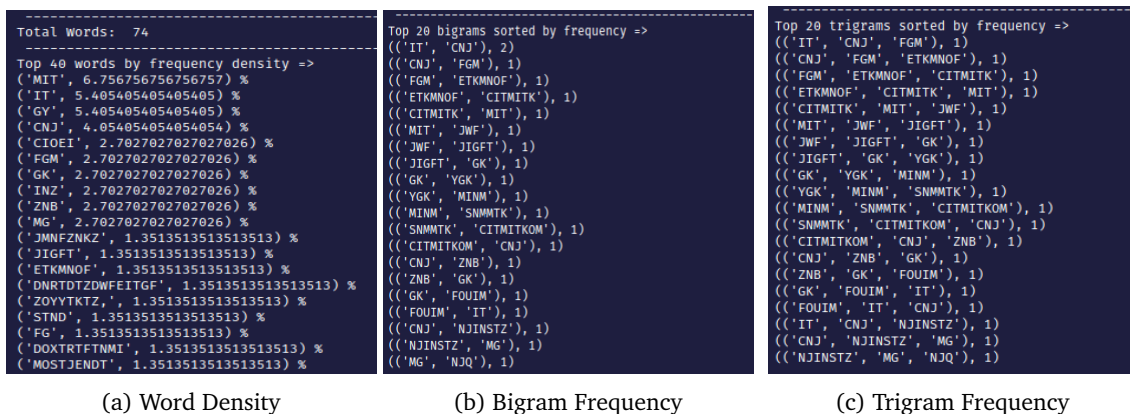 Total Words:  74
Top 40 words by frequency density =>
('MIT', 6.756756756756757) %
('IT', 5.405405405405405) %
('GY', 5.405405405405405) %
('CNJ', 4.054054054054054) %
('CIOEI', 2.7027027027027026) %
('FGM', 2.7027027027027026) %
('GK', 2.7027027027027026) %
('INZ', 2.7027027027027026) %
('ZNB', 2.7027027027027026) %
('MG', 2.7027027027027026) %
('JMNFZNKZ', 1.3513513513513513) %
('JIGFT', 1.3513513513513513) %
('ETKMNOF', 1.3513513513513513) %
('DNRTDTZDWFEITGF', 1.3513513513513513) %
('ZOYYTKTZ,', 1.3513513513513513) %
('STND', 1.3513513513513513) %
('FG', 1.3513513513513513) %
('DOXTRTFTNMI', 1.3513513513513513) %
('MOSTJENDT', 1.3513513513513513) %
(a) Word Density
Top 20 bigrams sorted by frequency =>
(('IT', 'CNJ'), 2)
(('CNJ', 'FGM'), 1)
(('FGM', 'ETKMNOF'), 1)
(('ETKMNOF', 'CITMITK'), 1)
(('CITMITK', 'MIT'), 1)
(('MIT', 'JWF'), 1)
(('JWF', 'JIGFT'), 1)
(('JIGFT', 'GK'), 1)
(('GK', 'YGK'), 1)
(('YGK', 'MINM'), 1)
(('MINM', 'SNMMTK'), 1)
(('SNMMTK', 'CITMITKOM'), 1)
(('CITMITKOM', 'CNJ'), 1)
(('CNJ', 'ZNB'), 1)
(('ZNB', 'GK'), 1)
(('GK', 'FOUIM'), 1)
(('FOUIM', 'IT'), 1)
(('CNJ', 'NJINSTZ'), 1)
(('NJINSTZ', 'MG'), 1)
(('MG', 'NJQ'), 1)
(b) Bigram Frequency
Top 20 trigrams sorted by frequency =>
(('IT', 'CNJ', 'FGM'), 1)
(('CNJ', 'FGM', 'ETKMNOF'), 1)
(('FGM', 'ETKMNOF', 'CITMITK'), 1)
(('ETKMNOF', 'CITMITK', 'MIT'), 1)
(('CITMITK', 'MIT', 'JWF'), 1)
(('MIT', 'JWF', 'JIGFT'), 1)
(('JWF', 'JIGFT', 'GK'), 1)
(('JIGFT', 'GK', 'YGK'), 1)
(('GK', 'YGK', 'MINM'), 1)
(('YGK', 'MINM', 'SNMMTK'), 1)
(('MINM', 'SNMMTK', 'CITMITKOM'), 1)
(('SNMMTK', 'CITMITKOM', 'CNJ'), 1)
(('CITMITKOM', 'CNJ', 'ZNB'), 1)
(('CNJ', 'ZNB', 'GK'), 1)
(('ZNB', 'GK', 'FOUIM'), 1)
(('GK', 'FOUIM', 'IT'), 1)
(('FOUIM', 'IT', 'CNJ'), 1)
(('IT', 'CNJ', 'NJINSTZ'), 1)
(('CNJ', 'NJINSTZ', 'MG'), 1)
(('NJINSTZ', 'MG', 'NJQ'), 1)
(c) Trigram Frequency